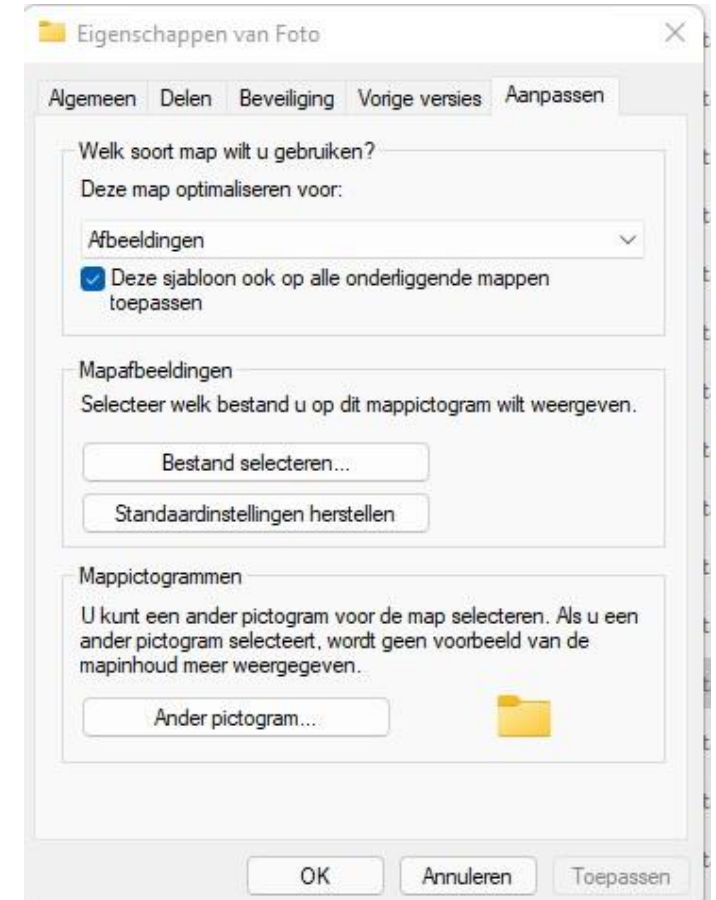 Eigenschappen van Foto
Algemeen Delen Beveiliging Vorige versies Aanpassen
Welk soort map wilt u gebruiken?
Deze map optimaliseren voor:
Afbeeldingen
Deze sjabloon ook op alle onderliggende mappen
toepassen
Mapafbeeldingen
Selecteer welk bestand u op dit mappictogram wilt weergeven.
Bestand selecteren...
Standaardinstellingen herstellen
Mappictogrammen
U kunt een ander pictogram voor de map selecteren. Als u een
ander pictogram selecteert, wordt geen voorbeeld van de
mapinhoud meer weergegeven.
Ander pictogram...
OK Annuleren Toepassen